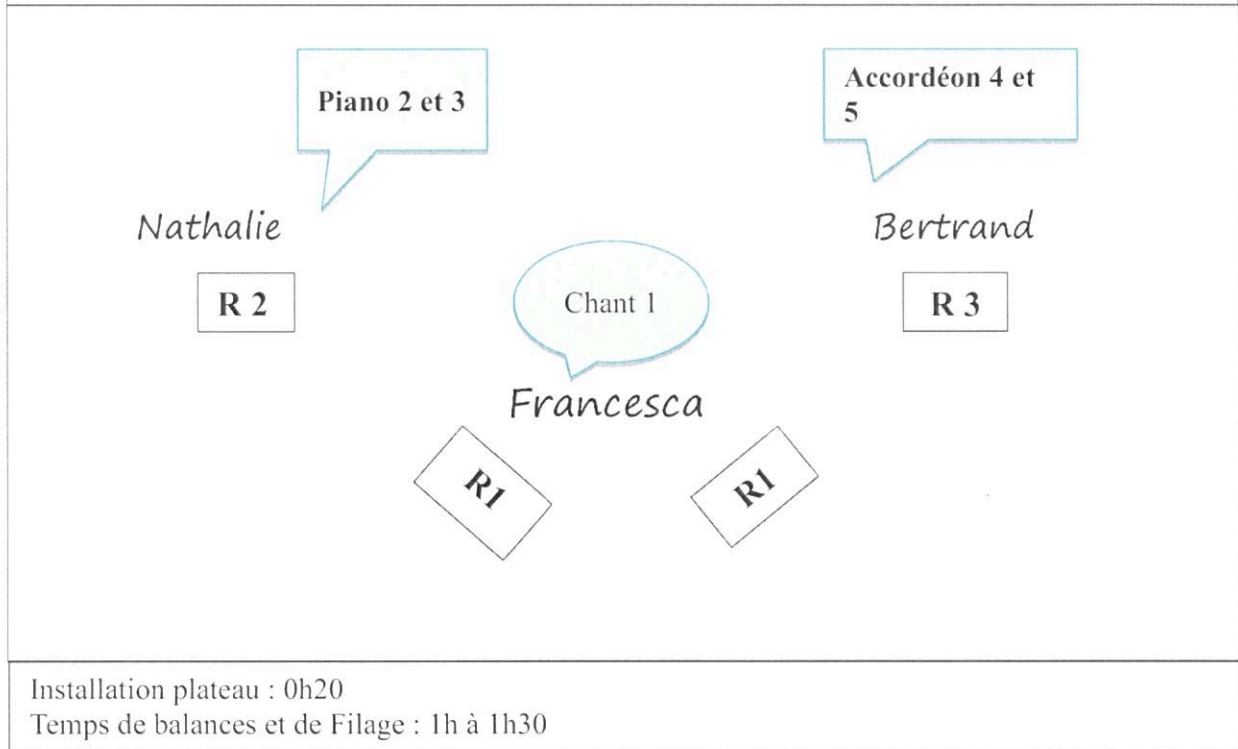 Piano 2 et 3
Accordéon 4 et
5
Nathalie
Bertrand
R 2
Chant 1
R 3
Francesca
R1
R1
Installation plateau : 0h20
Temps de balances et de Filage : 1h à 1h30